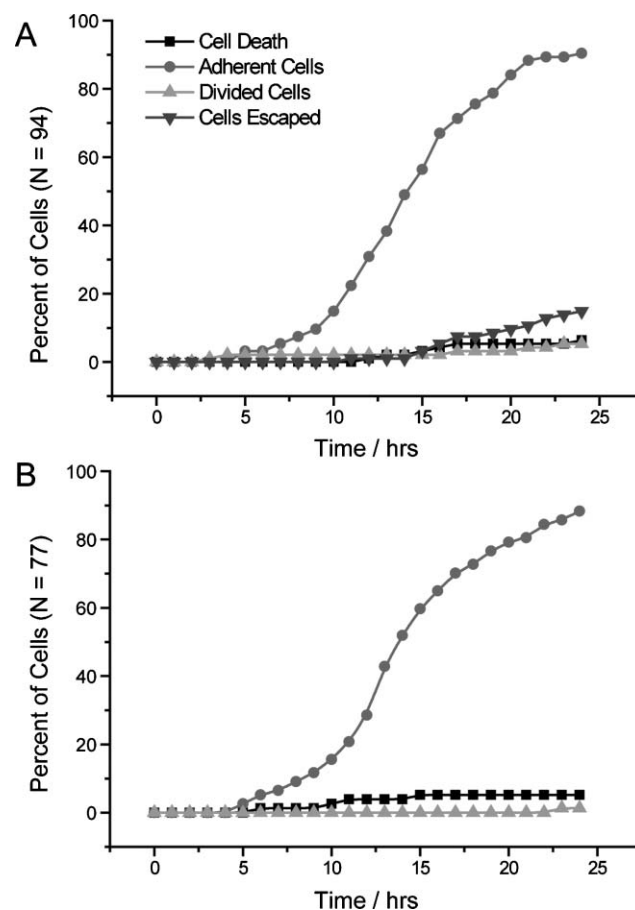 A
Cell Death
Adherent Cells
Divided Cells
Cells Escaped
Percent of Cells (N = 94)
100
80
60
40
20
0
0 5 10 15 20 25
Time / hrs
B
Percent of Cells (N = 77)
100
80
60
40
20
0
0 5 10 15 20 25
Time / hrs